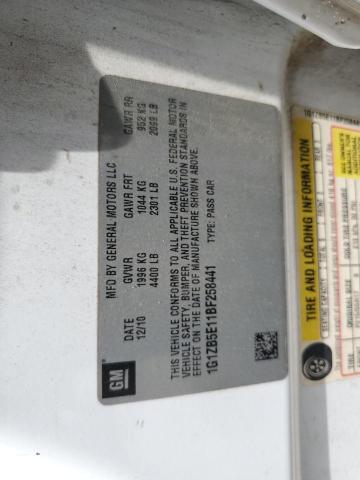 GM
MFD BY GENERAL MOTORS LLC
DATE GVWR GAWR FRT GAWR RR
12/10 1996 KG 1044 KG 952 KG
4400 LB 2301 LB 2099 LB
THIS VEHICLE CONFORMS TO ALL APPLICABLE U.S. FEDERAL MOTOR
VEHICLE SAFETY, BUMPER, AND THEFT PREVENTION STANDARDS IN
EFFECT ON THE DATE OF MANUFACTURE SHOWN ABOVE.
TYPE: PASS CAR
1G1ZB5E11BF258441
TIRE AND LOADING INFORMATION
SEATING CAPACITY